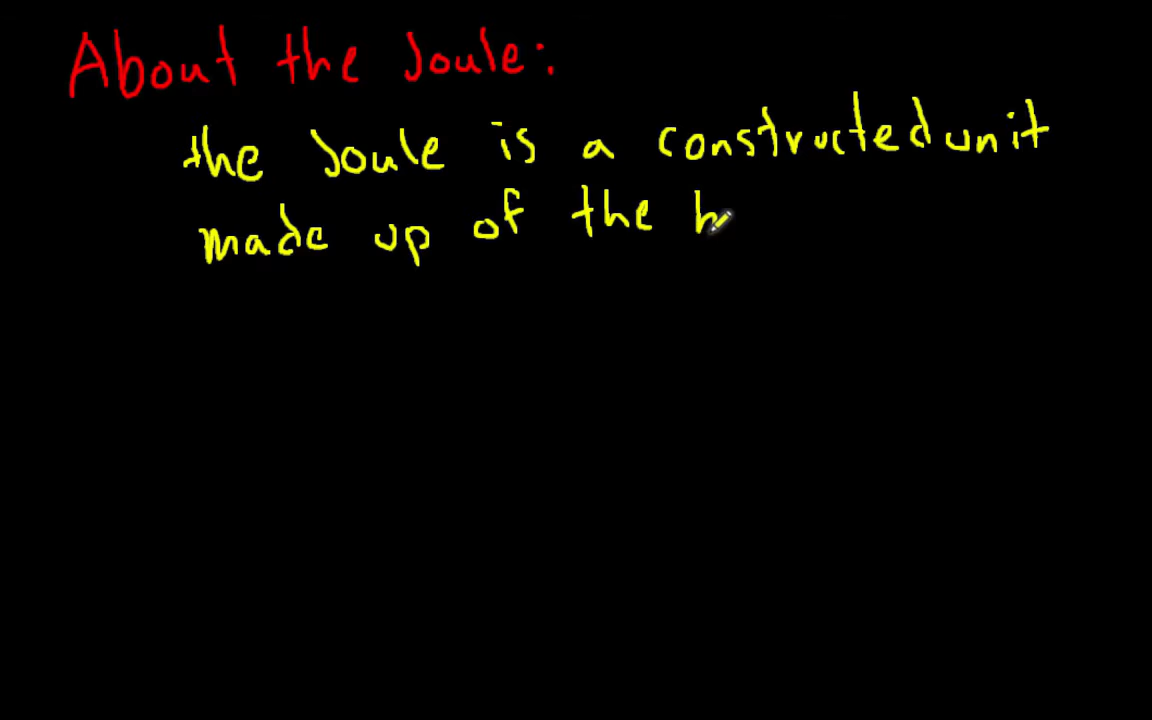 About the Joule:
the Joule is a constructed unit
made up of the